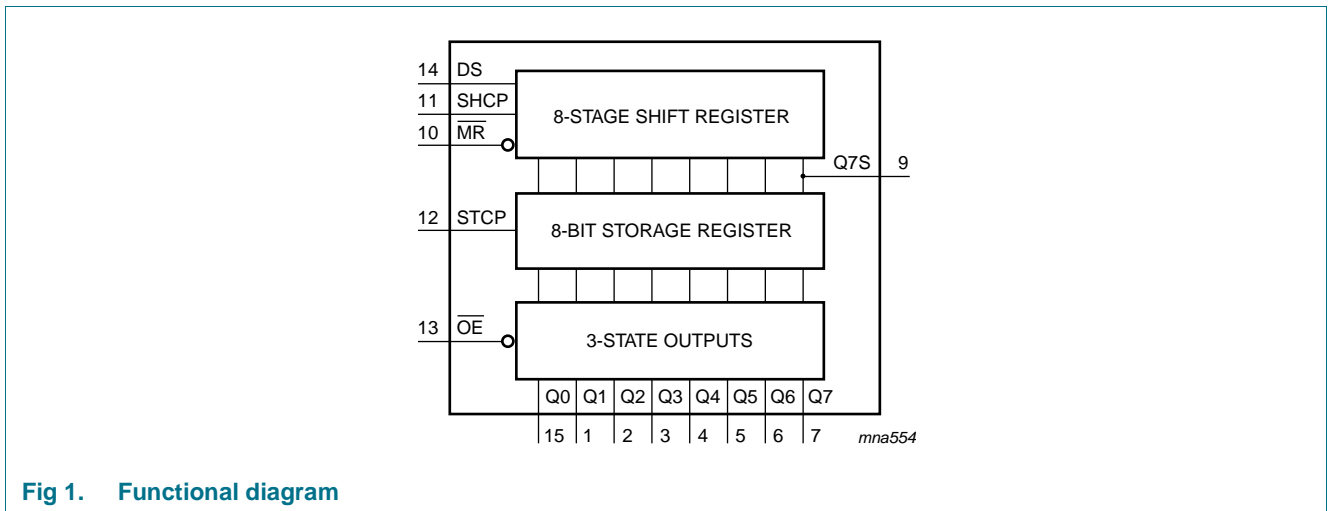 14 DS
11 SHCP
8-STAGE SHIFT REGISTER
10 MR
Q7S 9
12 STCP
8-BIT STORAGE REGISTER
13 OE
3-STATE OUTPUTS
Q0 Q1 Q2 Q3 Q4 Q5 Q6 Q7
15 1 2 3 4 5 6 7 mna554
Fig 1. Functional diagram